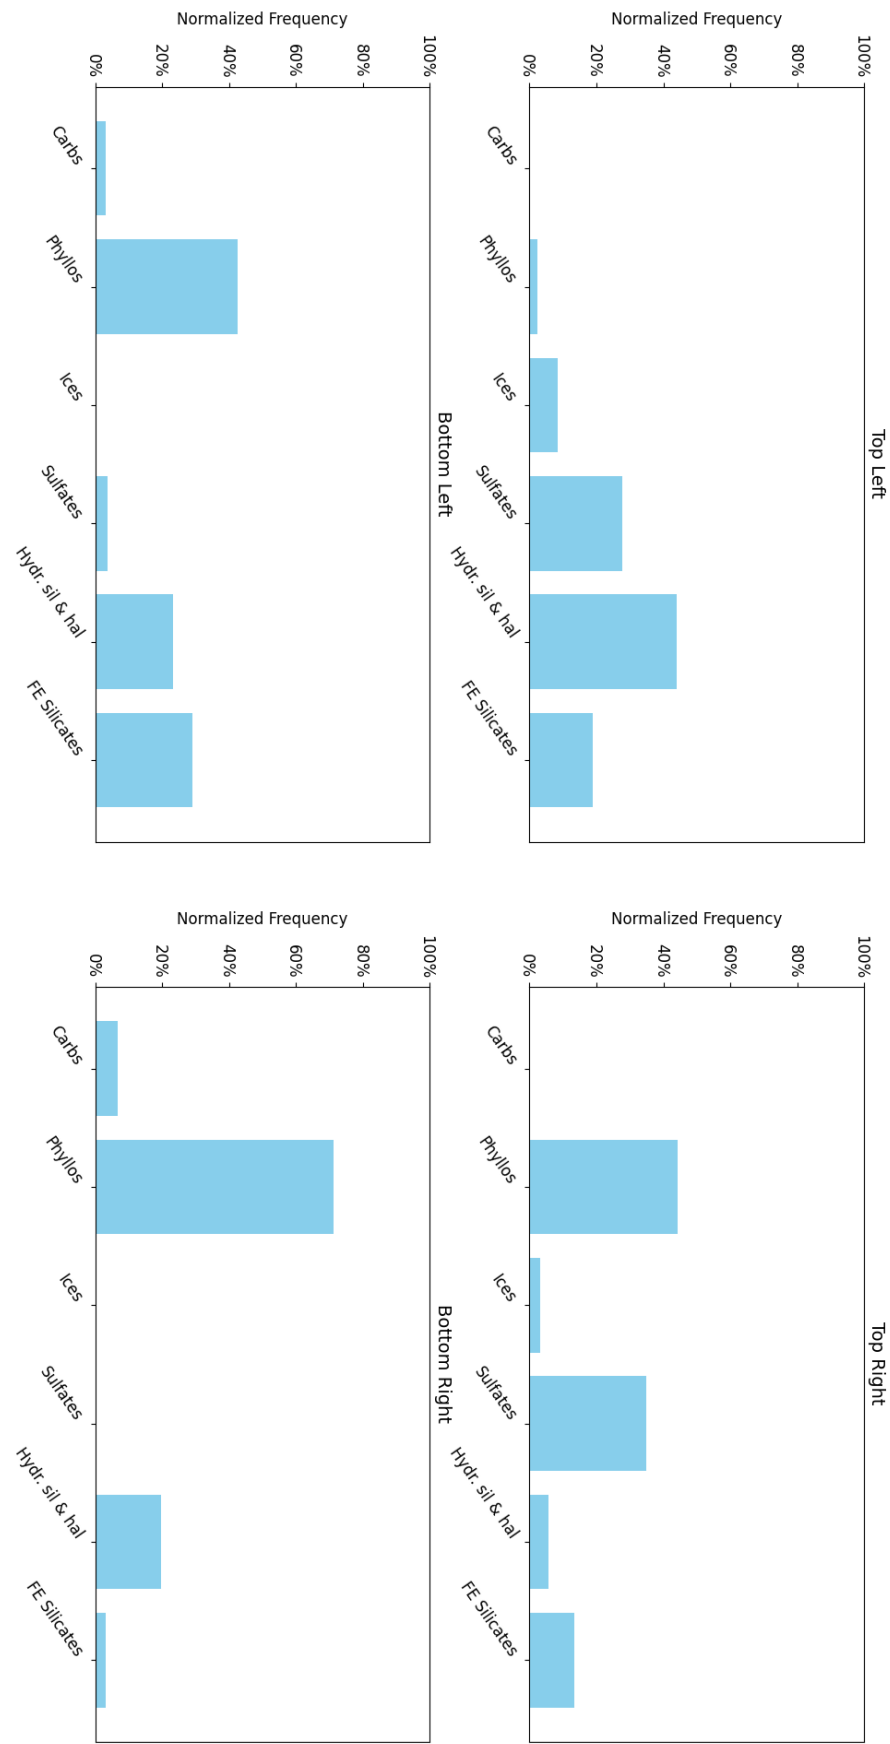 Top Left
Normalized Frequency
100%
80%
60%
40%
20%
0%
Carbs
Phyllos
Ices
Sulfates
Hydr. sil & hal
FE Silicates
Top Right
Normalized Frequency
100%
80%
60%
40%
20%
0%
Carbs
Phyllos
Ices
Sulfates
Hydr. sil & hal
FE Silicates
Bottom Left
Normalized Frequency
100%
80%
60%
40%
20%
0%
Carbs
Phyllos
Ices
Sulfates
Hydr. sil & hal
FE Silicates
Bottom Right
Normalized Frequency
100%
80%
60%
40%
20%
0%
Carbs
Phyllos
Ices
Sulfates
Hydr. sil & hal
FE Silicates